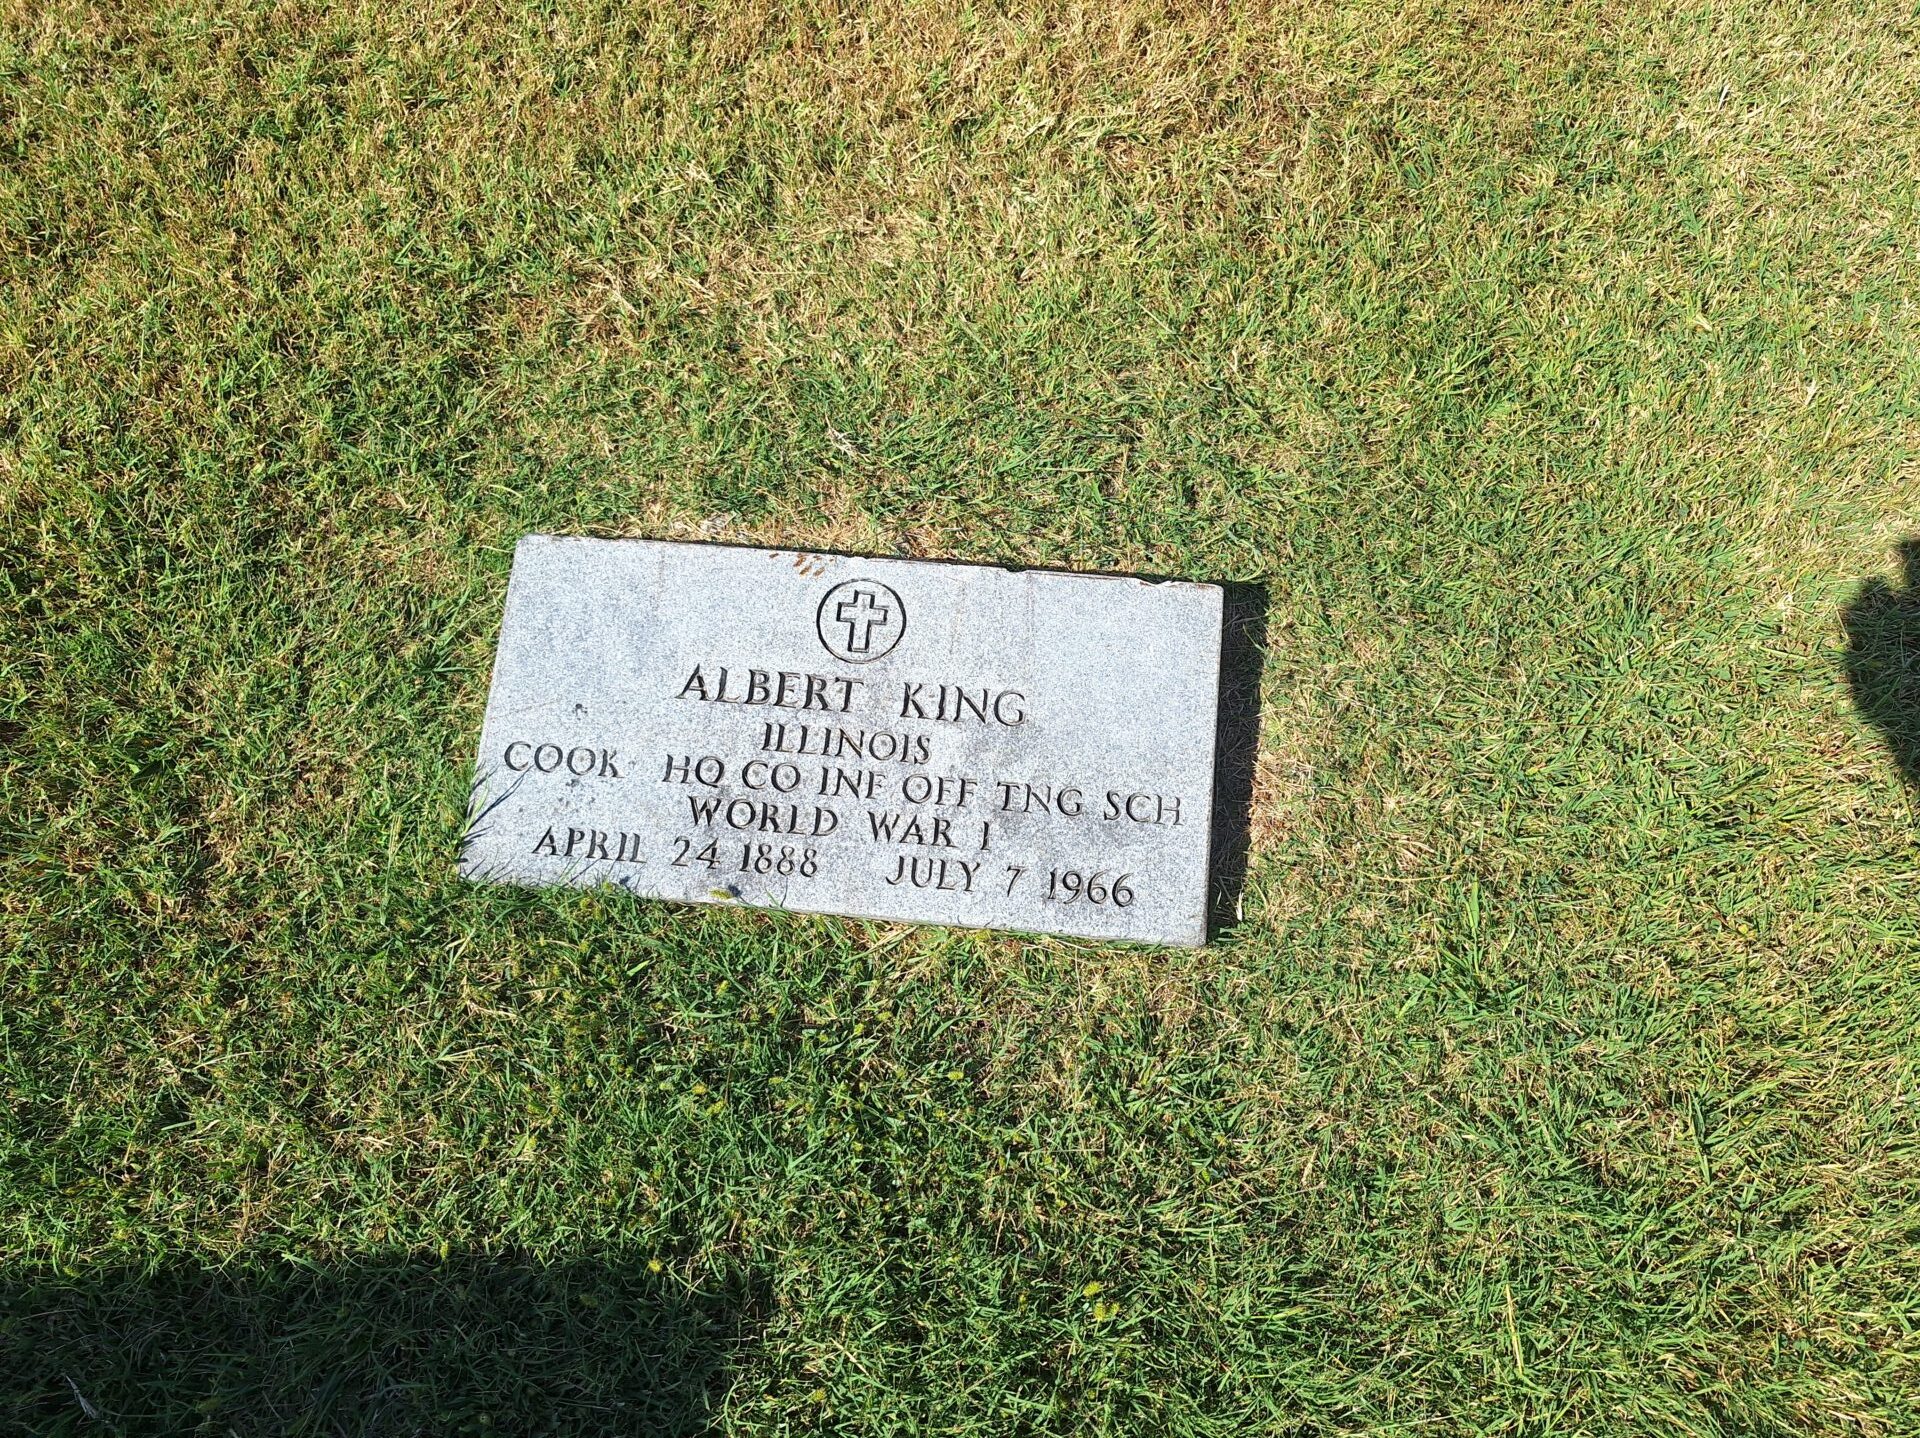 ALBERT KING
ILLINOIS
COOK HQ CO INF OFF TNG SCH
WORLD WAR I
APRIL 24 1888 JULY 7 1966